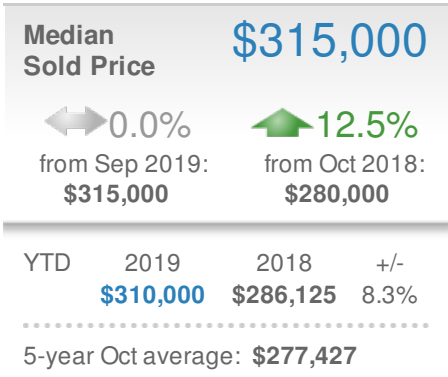 Median $315,000
Sold Price
0.0% 12.5%
from Sep 2019: from Oct 2018:
$315,000 $280,000
YTD 2019 2018 +/-
$310,000 $286,125 8.3%
5-year Oct average: $277,427